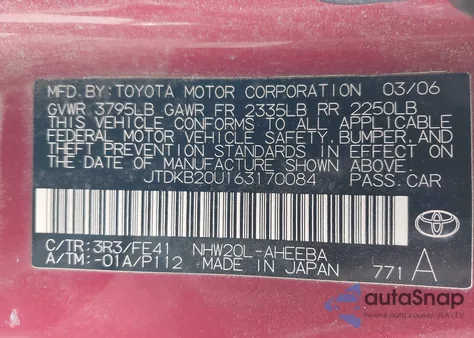 MFD. BY: TOYOTA MOTOR CORPORATION 03/06
GVWR 3795LB GAWR FR 2335LB RR 2250LB
THIS VEHICLE CONFORMS TO ALL APPLICABLE
FEDERAL MOTOR VEHICLE SAFETY, BUMPER, AND
THEFT PREVENTION STANDARDS IN EFFECT ON
THE DATE OF MANUFACTURE SHOWN ABOVE.
JTDKB20U163170084 PASS. CAR
TOYOTA
C/TR: 3R3/FE41 NHW20L-AHEEBA
A/TM: -01A/P112 MADE IN JAPAN 771 A
autoSnap